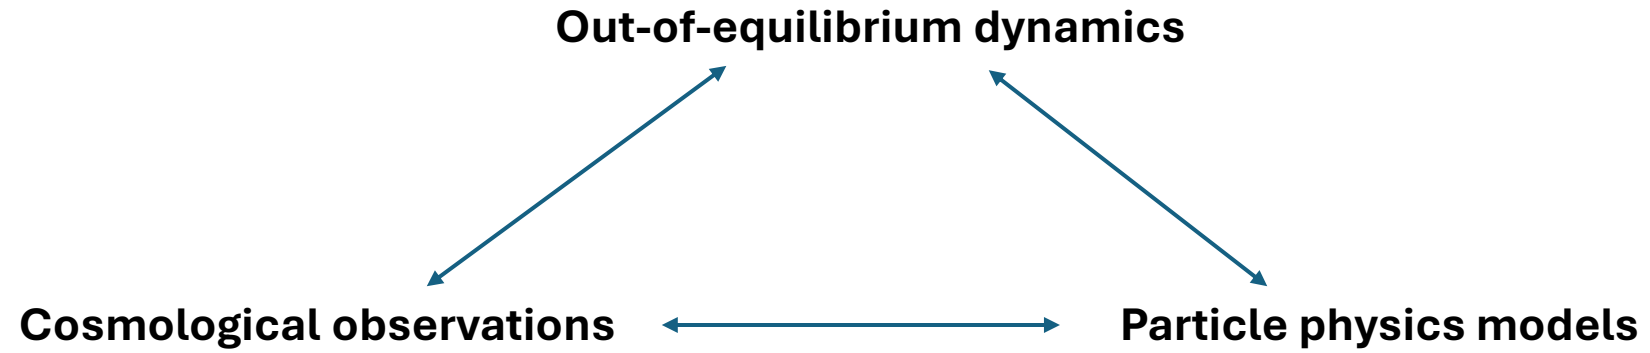 Out-of-equilibrium dynamics
Cosmological observations
Particle physics models